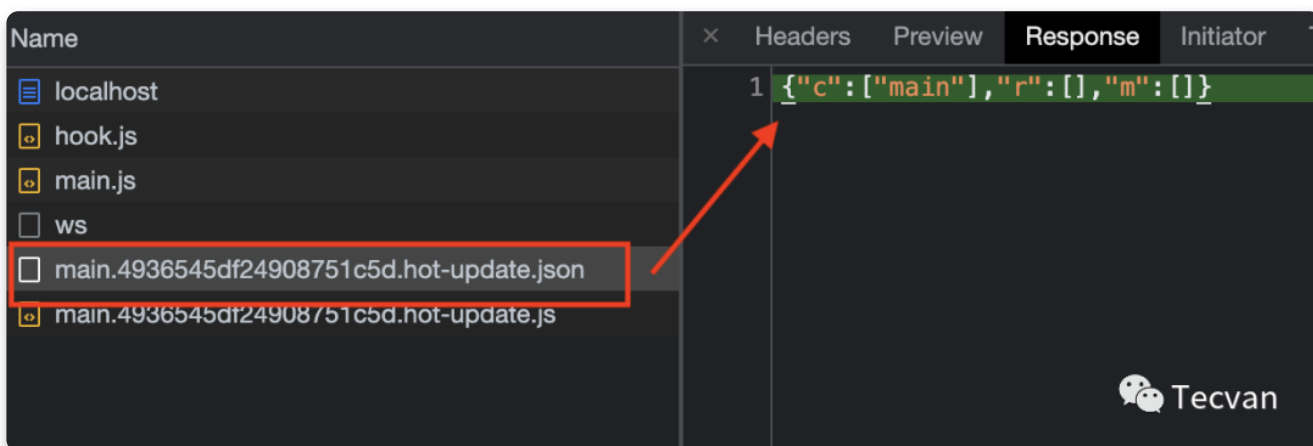 Name
localhost
hook.js
main.js
ws
main.4936545df24908751c5d.hot-update.json
main.4936545df24908751c5d.hot-update.js
× Headers Preview Response Initiator
1 {"c":["main"],"r":[],"m":[]}
Tecvan